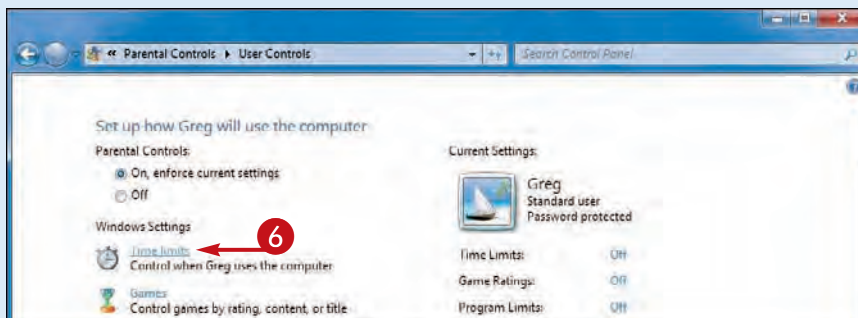 « Parental Controls ▸ User Controls
Search Control Panel
Set up how Greg will use the computer
Parental Controls:
On, enforce current settings
Off
Windows Settings
6
Time limits
Control when Greg uses the computer
Games
Control games by rating, content, or title
Current Settings:
Greg
Standard user
Password protected
Time Limits: Off
Game Ratings: Off
Program Limits: Off